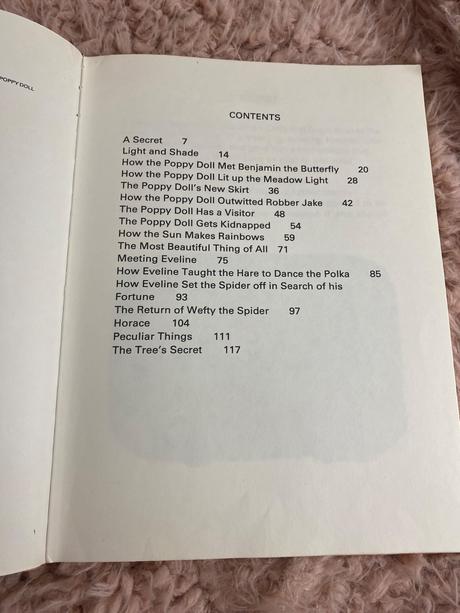 POPPY DOLL
CONTENTS
A Secret 7
Light and Shade 14
How the Poppy Doll Met Benjamin the Butterfly 20
How the Poppy Doll Lit up the Meadow Light 28
The Poppy Doll's New Skirt 36
How the Poppy Doll Outwitted Robber Jake 42
The Poppy Doll Has a Visitor 48
The Poppy Doll Gets Kidnapped 54
How the Sun Makes Rainbows 59
The Most Beautiful Thing of All 71
Meeting Eveline 75
How Eveline Taught the Hare to Dance the Polka 85
How Eveline Set the Spider off in Search of his
Fortune 93
The Return of Wefty the Spider 97
Horace 104
Peculiar Things 111
The Tree's Secret 117